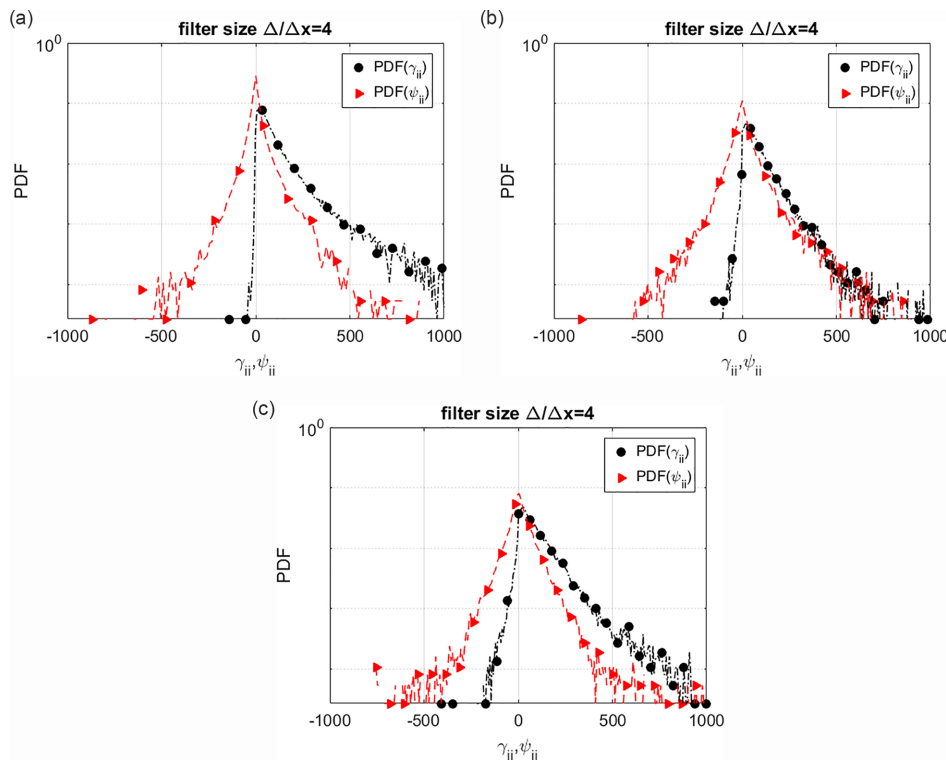 (a)
filter size Δ/Δx=4
10⁰
PDF(γᵢᵢ)
PDF(ψᵢᵢ)
PDF
-1000 -500 0 500 1000
γᵢᵢ,ψᵢᵢ
(b)
filter size Δ/Δx=4
10⁰
PDF(γᵢᵢ)
PDF(ψᵢᵢ)
PDF
-1000 -500 0 500 1000
γᵢᵢ,ψᵢᵢ
(c)
filter size Δ/Δx=4
10⁰
PDF(γᵢᵢ)
PDF(ψᵢᵢ)
PDF
-1000 -500 0 500 1000
γᵢᵢ,ψᵢᵢ